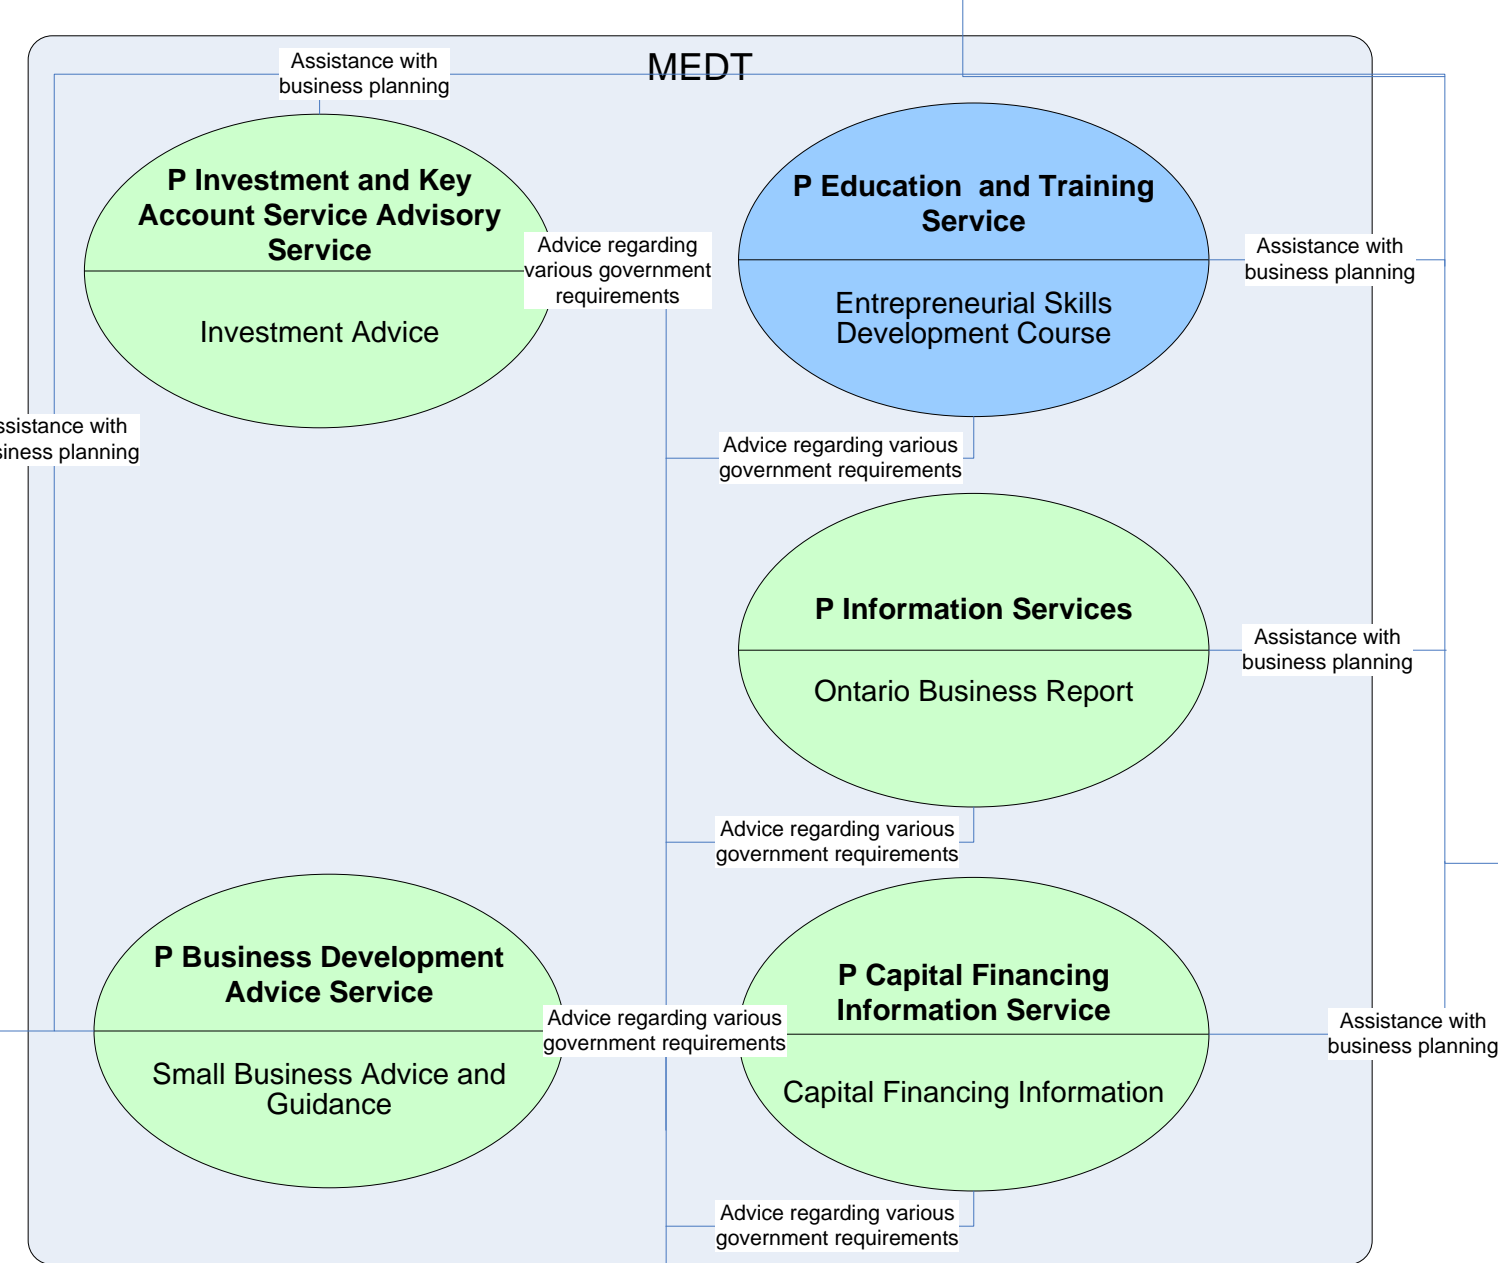 MEDT
Assistance with
business planning
P Investment and Key
Account Service Advisory
Service
Investment Advice
Advice regarding
various government
requirements
P Education  and Training
Service
Entrepreneurial Skills
Development Course
Assistance with
business planning
ssistance with
siness planning
Advice regarding various
government requirements
P Information Services
Ontario Business Report
Assistance with
business planning
Advice regarding various
government requirements
P Business Development
Advice Service
Small Business Advice and
Guidance
Advice regarding various
government requirements
P Capital Financing
Information Service
Capital Financing Information
Assistance with
business planning
Advice regarding various
government requirements